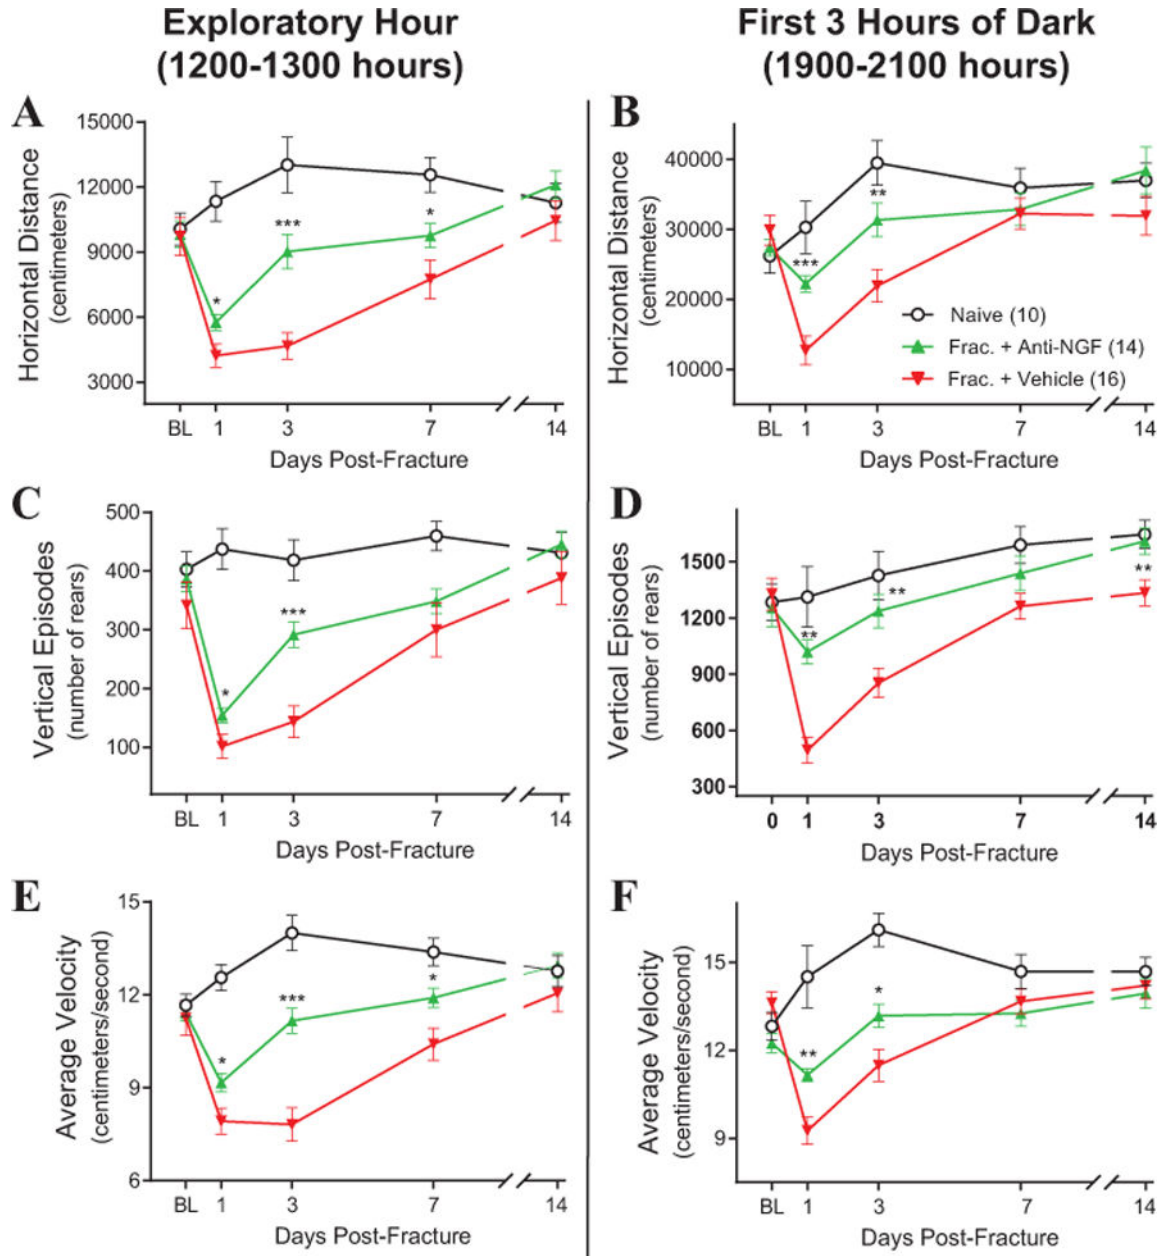 Exploratory Hour
(1200-1300 hours)
First 3 Hours of Dark
(1900-2100 hours)
A
Horizontal Distance
(centimeters)
15000
12000
9000
6000
3000
*
***
*
BL 1 3 7 14
Days Post-Fracture
B
Horizontal Distance
(centimeters)
40000
30000
20000
10000
***
**
Naive (10)
Frac. + Anti-NGF (14)
Frac. + Vehicle (16)
BL 1 3 7 14
Days Post-Fracture
C
Vertical Episodes
(number of rears)
500
400
300
200
100
*
***
BL 1 3 7 14
Days Post-Fracture
D
Vertical Episodes
(number of rears)
1500
1200
900
600
300
**
**
**
0 1 3 7 14
Days Post-Fracture
E
Average Velocity
(centimeters/second)
15
12
9
6
*
***
*
BL 1 3 7 14
Days Post-Fracture
F
Average Velocity
(centimeters/second)
15
12
9
**
*
BL 1 3 7 14
Days Post-Fracture